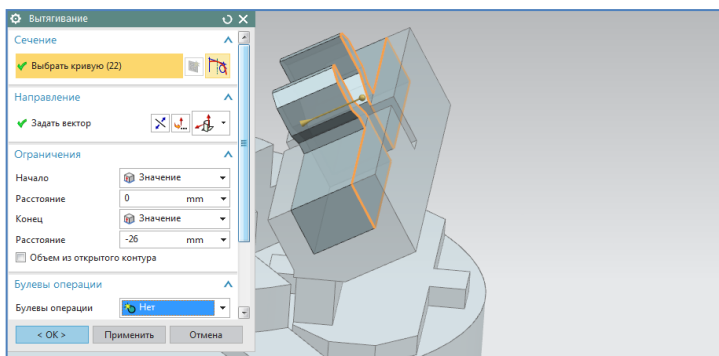 Вытягивание
Сечение
Выбрать кривую (22)
Направление
Задать вектор
Ограничения
Начало Значение
Расстояние 0 mm
Конец Значение
Расстояние -26 mm
Объем из открытого контура
Булевы операции
Булевы операции Нет
< ОК > Применить Отмена